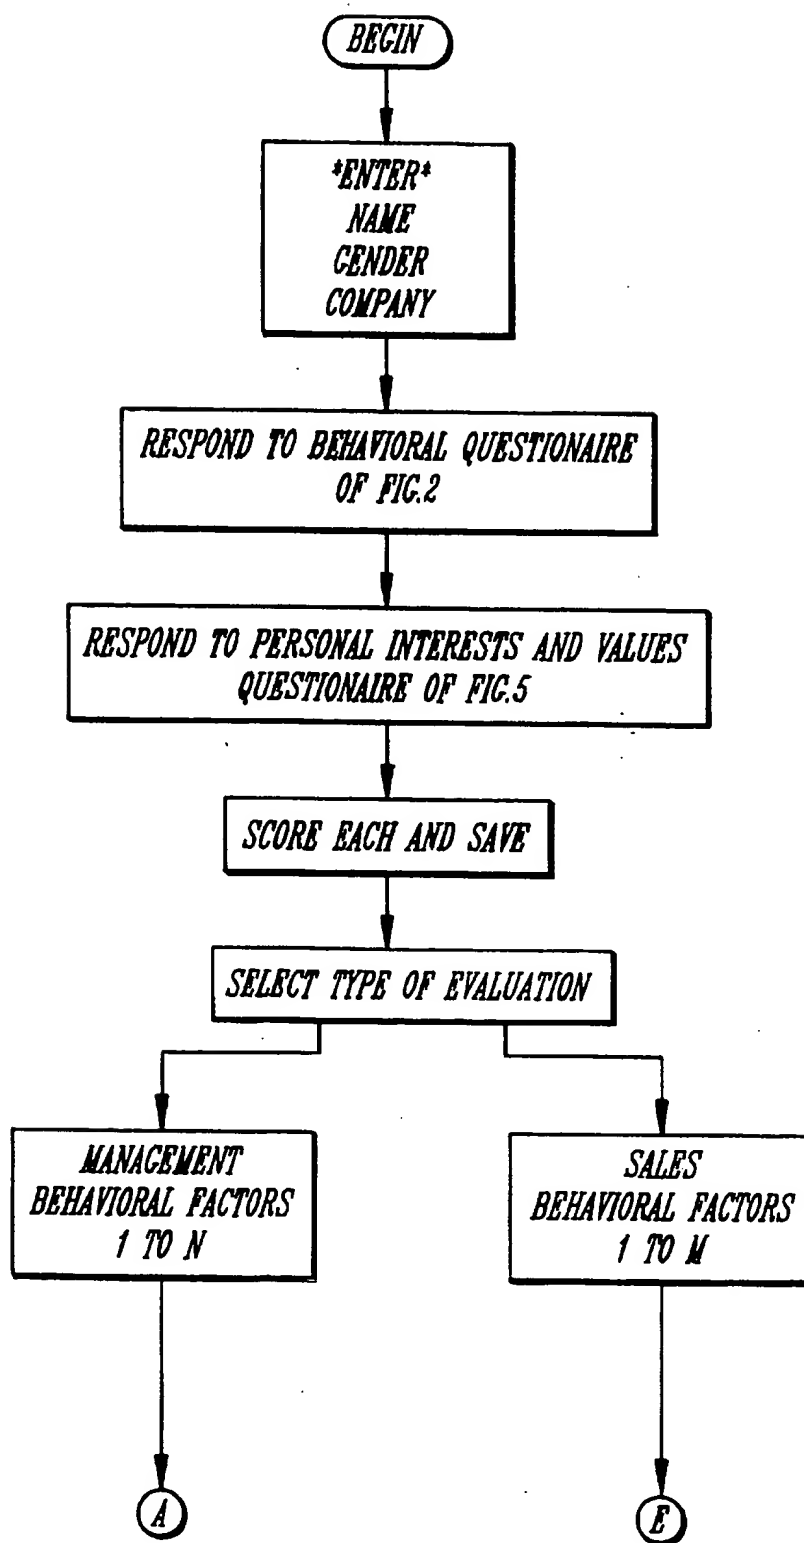 BEGIN
*ENTER*
NAME
GENDER
COMPANY
RESPOND TO BEHAVIORAL QUESTIONAIRE
OF FIG.2
RESPOND TO PERSONAL INTERESTS AND VALUES
QUESTIONAIRE OF FIG.5
SCORE EACH AND SAVE
SELECT TYPE OF EVALUATION
MANAGEMENT
BEHAVIORAL FACTORS
1 TO N
SALES
BEHAVIORAL FACTORS
1 TO M
A
E